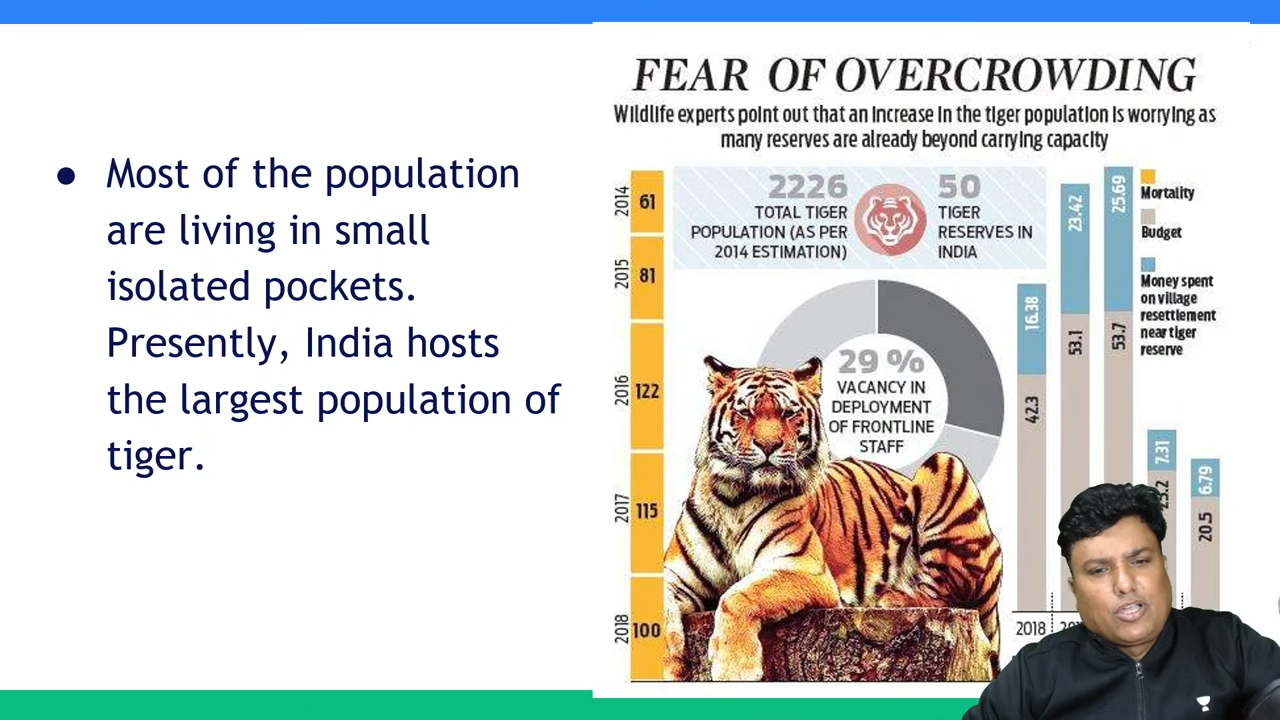 ● Most of the population
are living in small
isolated pockets.
Presently, India hosts
the largest population of
tiger.
FEAR OF OVERCROWDING
Wildlife experts point out that an increase in the tiger population is worrying as
many reserves are already beyond carrying capacity
2014 61
2015 81
2016 122
2017 115
2018 100
2226
TOTAL TIGER
POPULATION (AS PER
2014 ESTIMATION)
50
TIGER
RESERVES IN
INDIA
29 %
VACANCY IN
DEPLOYMENT
OF FRONTLINE
STAFF
16.38
42.3
23.42
53.1
25.69
53.7
7.31
6.79
20.5
2018
Mortality
Budget
Money spent
on village
resettlement
near tiger
reserve